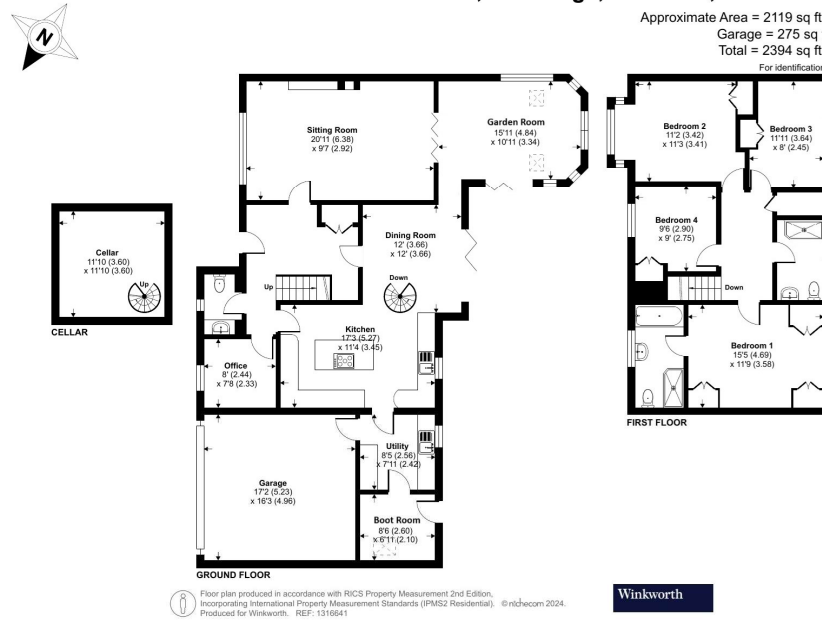 N
Approximate Area = 2119 sq ft
Garage = 275 sq
Total = 2394 sq ft
For identification
Sitting Room
20'11 (6.38)
x 9'7 (2.92)
Garden Room
15'11 (4.84)
x 10'11 (3.34)
Bedroom 2
11'2 (3.42)
x 11'3 (3.41)
Bedroom 3
11'11 (3.64)
x 8' (2.45)
Cellar
11'10 (3.60)
x 11'10 (3.60)
Up
CELLAR
Dining Room
12' (3.66)
x 12' (3.66)
Down
Up
Bedroom 4
9'6 (2.90)
x 9' (2.75)
Down
Kitchen
17'3 (5.27)
x 11'4 (3.45)
Office
8' (2.44)
x 7'8 (2.33)
Bedroom 1
15'5 (4.69)
x 11'9 (3.58)
FIRST FLOOR
Utility
8'5 (2.56)
x 7'11 (2.42)
Garage
17'2 (5.23)
x 16'3 (4.96)
Boot Room
8'6 (2.60)
x 6'11 (2.10)
GROUND FLOOR
Floor plan produced in accordance with RICS Property Measurement 2nd Edition,
Incorporating International Property Measurement Standards (IPMS2 Residential). © ntchecom 2024.
Produced for Winkworth. REF: 1316641
Winkworth